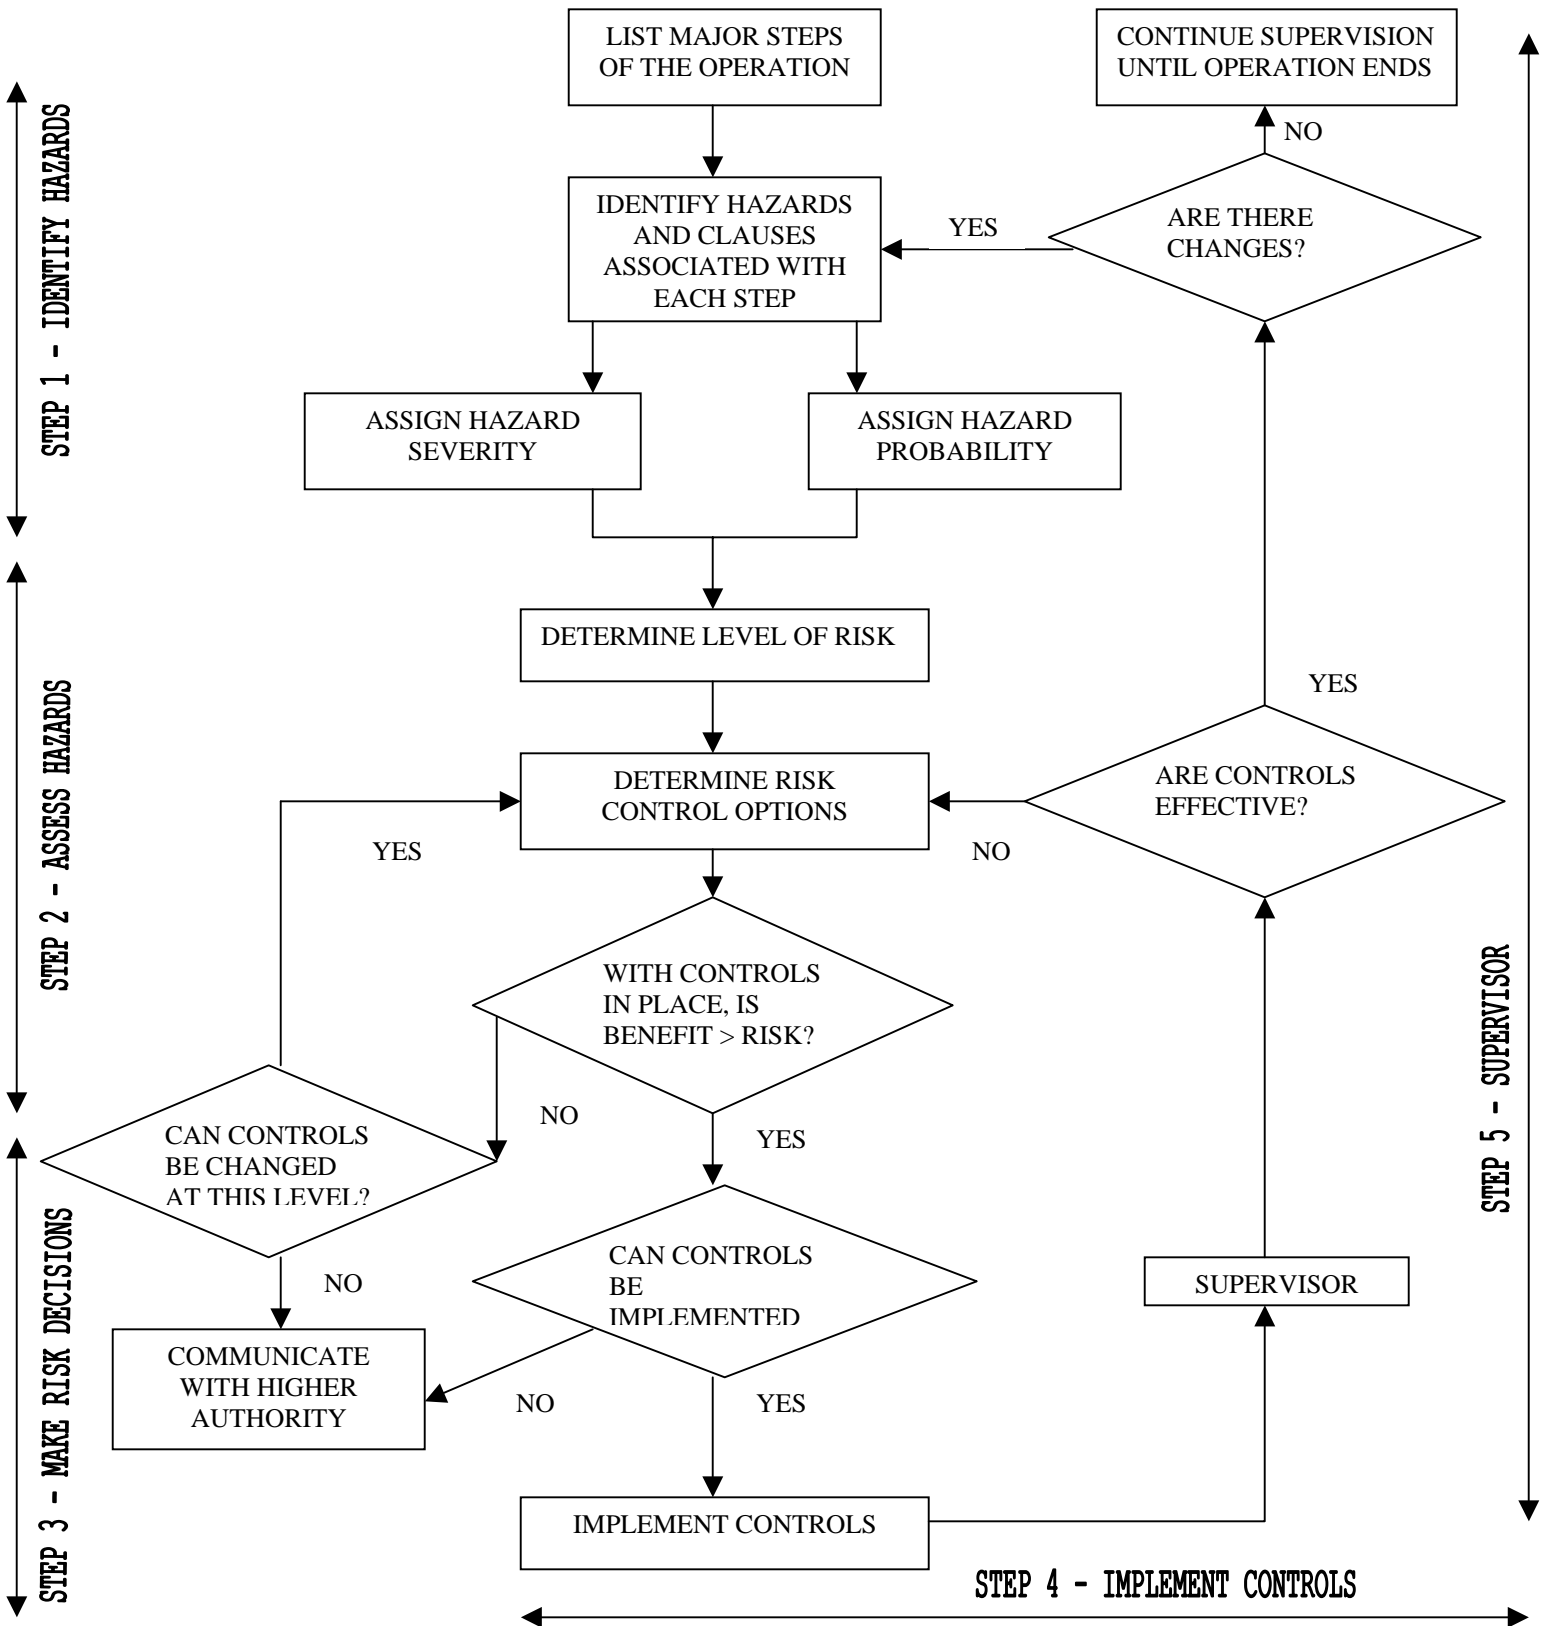 LIST MAJOR STEPS
OF THE OPERATION
CONTINUE SUPERVISION
UNTIL OPERATION ENDS
NO
STEP 1 - IDENTIFY HAZARDS
IDENTIFY HAZARDS
AND CLAUSES
ASSOCIATED WITH
EACH STEP
YES
ARE THERE
CHANGES?
ASSIGN HAZARD
SEVERITY
ASSIGN HAZARD
PROBABILITY
DETERMINE LEVEL OF RISK
YES
STEP 2 - ASSESS HAZARDS
DETERMINE RISK
CONTROL OPTIONS
ARE CONTROLS
EFFECTIVE?
YES
NO
WITH CONTROLS
IN PLACE, IS
BENEFIT > RISK?
STEP 5 - SUPERVISOR
NO
YES
CAN CONTROLS
BE CHANGED
AT THIS LEVEL?
STEP 3 - MAKE RISK DECISIONS
CAN CONTROLS
BE
IMPLEMENTED
NO
SUPERVISOR
COMMUNICATE
WITH HIGHER
AUTHORITY
NO
YES
IMPLEMENT CONTROLS
STEP 4 - IMPLEMENT CONTROLS